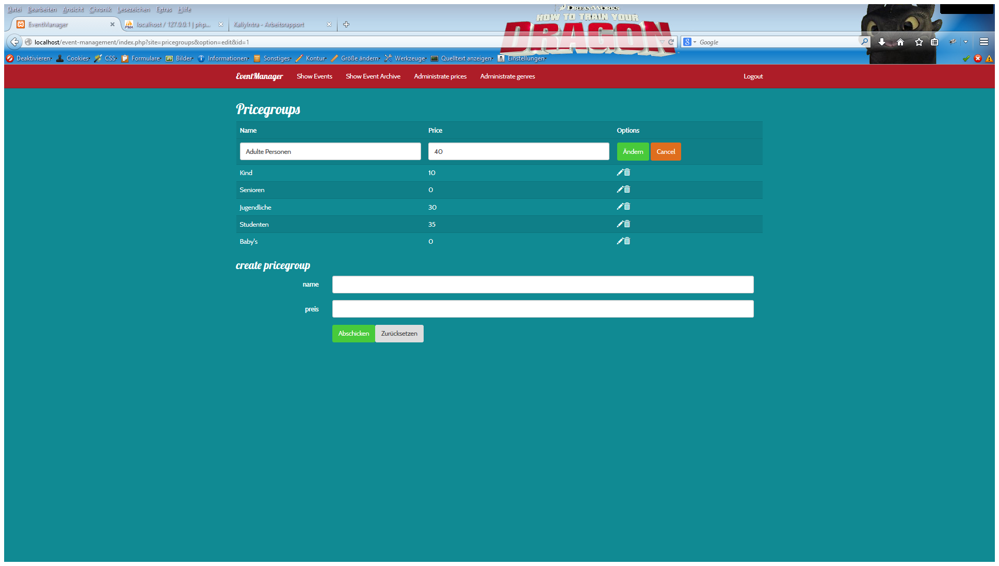 Datei Bearbeiten Ansicht Chronik Lesezeichen Extras Hilfe
DREAMWORKS
HOW TO TRAIN YOUR
DRAGON
EventManager localhost / 127.0.0.1 | php... KallyIntra - Arbeitsrapport
localhost/event-management/index.php?site=pricegroups&option=edit&id=1
Google
Deaktivieren Cookies CSS Formulare Bilder Informationen Sonstiges Kontur Größe ändern Werkzeuge Quelltext anzeigen Einstellungen
EventManager Show Events Show Event Archive Administrate prices Administrate genres Logout
Pricegroups
Name Price Options
Adulte Personen 40 Ändern Cancel
Kind 10
Senioren 0
Jugendliche 30
Studenten 35
Baby's 0
create pricegroup
name
preis
Abschicken Zurücksetzen